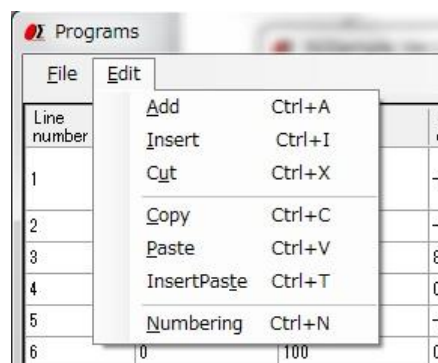 Programs
File Edit
Line number
Add Ctrl+A
Insert Ctrl+I
Cut Ctrl+X
Copy Ctrl+C
Paste Ctrl+V
InsertPaste Ctrl+T
Numbering Ctrl+N
1
2
3
4
5
6 0 100